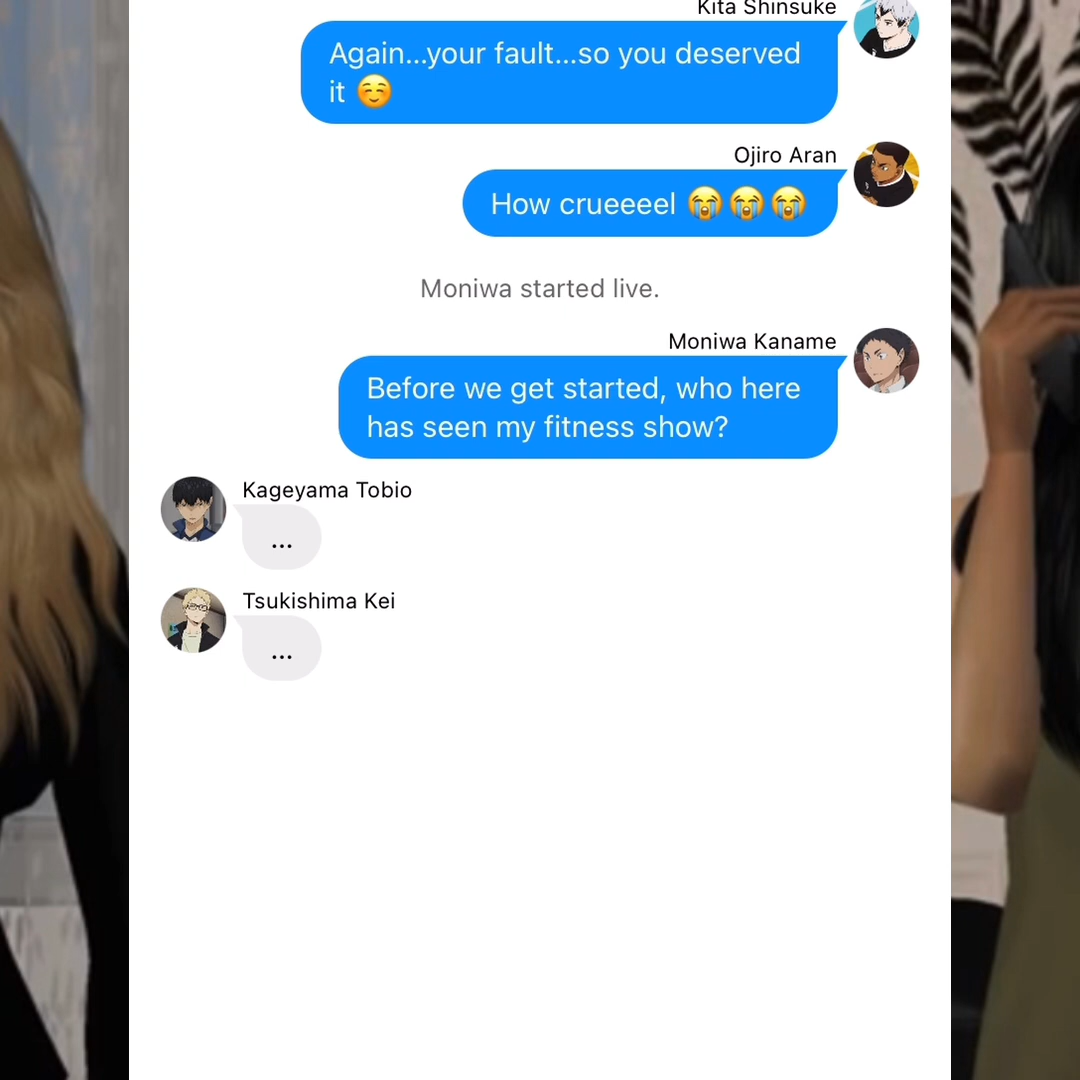 Kita Shinsuke
Again...your fault...so you deserved
it ☺️
Ojiro Aran
How crueeeel 😭😭😭
Moniwa started live.
Moniwa Kaname
Before we get started, who here
has seen my fitness show?
Kageyama Tobio
...
Tsukishima Kei
...